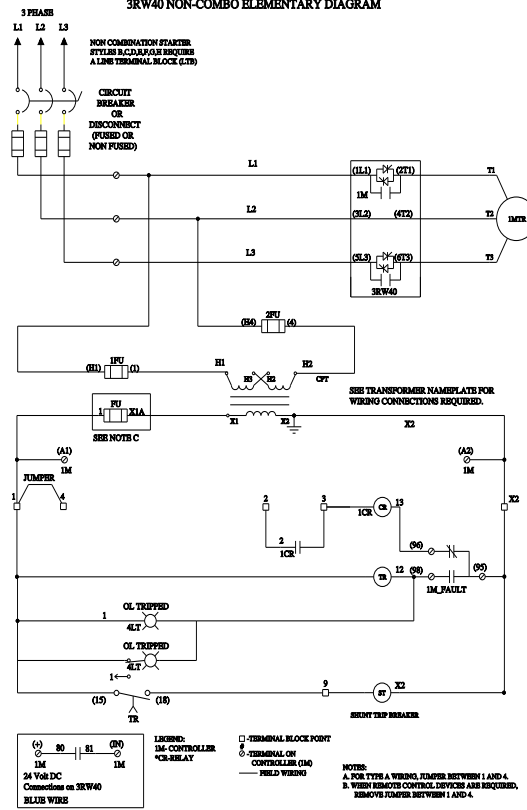 3RW40 NON-COMBO ELEMENTARY DIAGRAM
3 PHASE
L1 L2 L3
NON COMBINATION STARTER
STYLES B,C,D,E,F,G,H REQUIRE
A LINE TERMINAL BLOCK (LTB)
CIRCUIT
BREAKER
OR
DISCONNECT
(FUSED OR
NON FUSED)
L1
(1L1) (2T1)
T1
1M
L2
(3L2) (4T2)
T2
1MTR
L3
(5L3) (6T3)
T3
3RW40
2FU
(H4) (4)
1FU
(H1) (1)
H1
H3 H2
H2
CPT
SEE TRANSFORMER NAMEPLATE FOR
WIRING CONNECTIONS REQUIRED.
FU
1 X1A
X1 X2
X2
SEE NOTE C
(A1)
1M
(A2)
1M
JUMPER
1 4
2 3
1CR
CR
13
X2
2
1CR
(96)
TR
12
(98)
(95)
1M_FAULT
OL TRIPPED
1
4LT
OL TRIPPED
4LT
1
(15) (18)
TR
9
ST
X2
SHUNT TRIP BREAKER
(+) 80 81 (IN)
1M 1M
24 Volt DC
Connections on 3RW40
BLUE WIRE
LEGEND:
1M- CONTROLLER
*CR-RELAY
-TERMINAL BLOCK POINT
#
-TERMINAL ON
CONTROLLER (1M)
FIELD WIRING
NOTES:
A. FOR TYPE A WIRING, JUMPER BETWEEN 1 AND 4.
B. WHEN REMOTE CONTROL DEVICES ARE REQUIRED,
REMOVE JUMPER BETWEEN 1 AND 4.